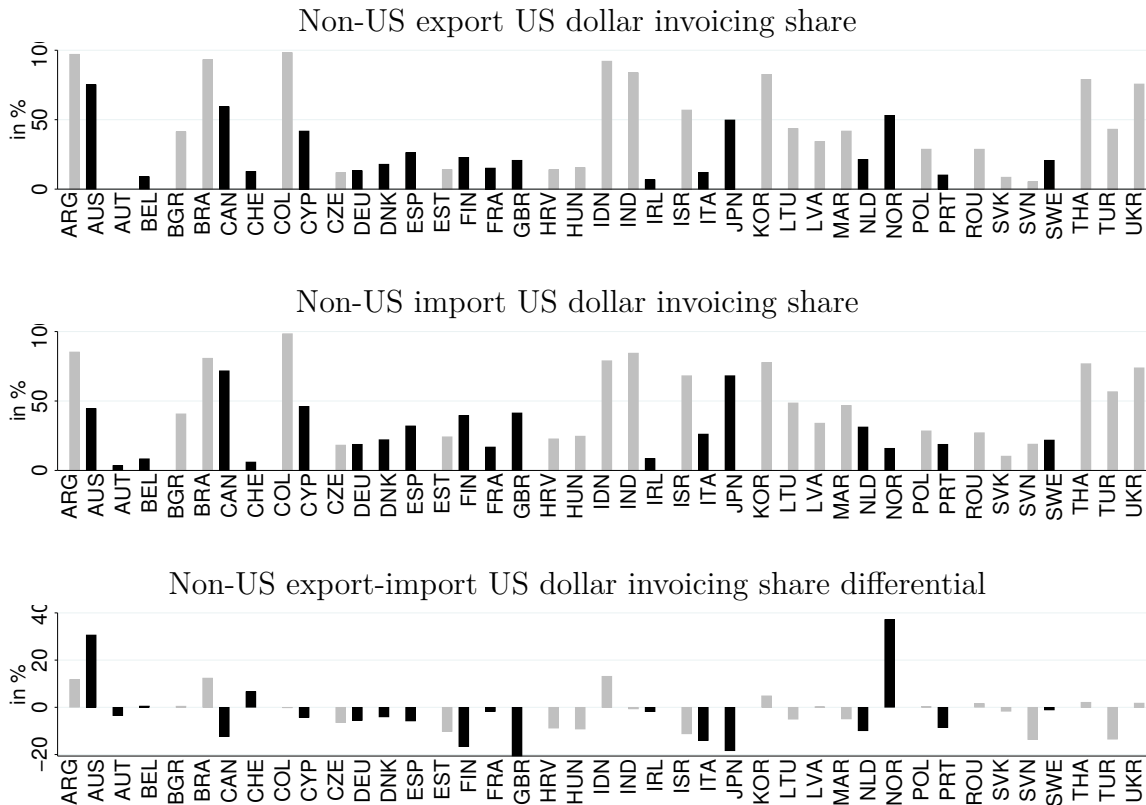 Non-US export US dollar invoicing share
in %
10
50
0
ARG AUS AUT BEL BGR BRA CAN CHE COL CYP CZE DEU DNK ESP EST FIN FRA GBR HRV HUN IDN IND IRL ISR ITA JPN KOR LTU LVA MAR NLD NOR POL PRT ROU SVK SVN SWE THA TUR UKR
Non-US import US dollar invoicing share
in %
10
50
0
ARG AUS AUT BEL BGR BRA CAN CHE COL CYP CZE DEU DNK ESP EST FIN FRA GBR HRV HUN IDN IND IRL ISR ITA JPN KOR LTU LVA MAR NLD NOR POL PRT ROU SVK SVN SWE THA TUR UKR
Non-US export-import US dollar invoicing share differential
in %
40
20
0
−20
ARG AUS AUT BEL BGR BRA CAN CHE COL CYP CZE DEU DNK ESP EST FIN FRA GBR HRV HUN IDN IND IRL ISR ITA JPN KOR LTU LVA MAR NLD NOR POL PRT ROU SVK SVN SWE THA TUR UKR